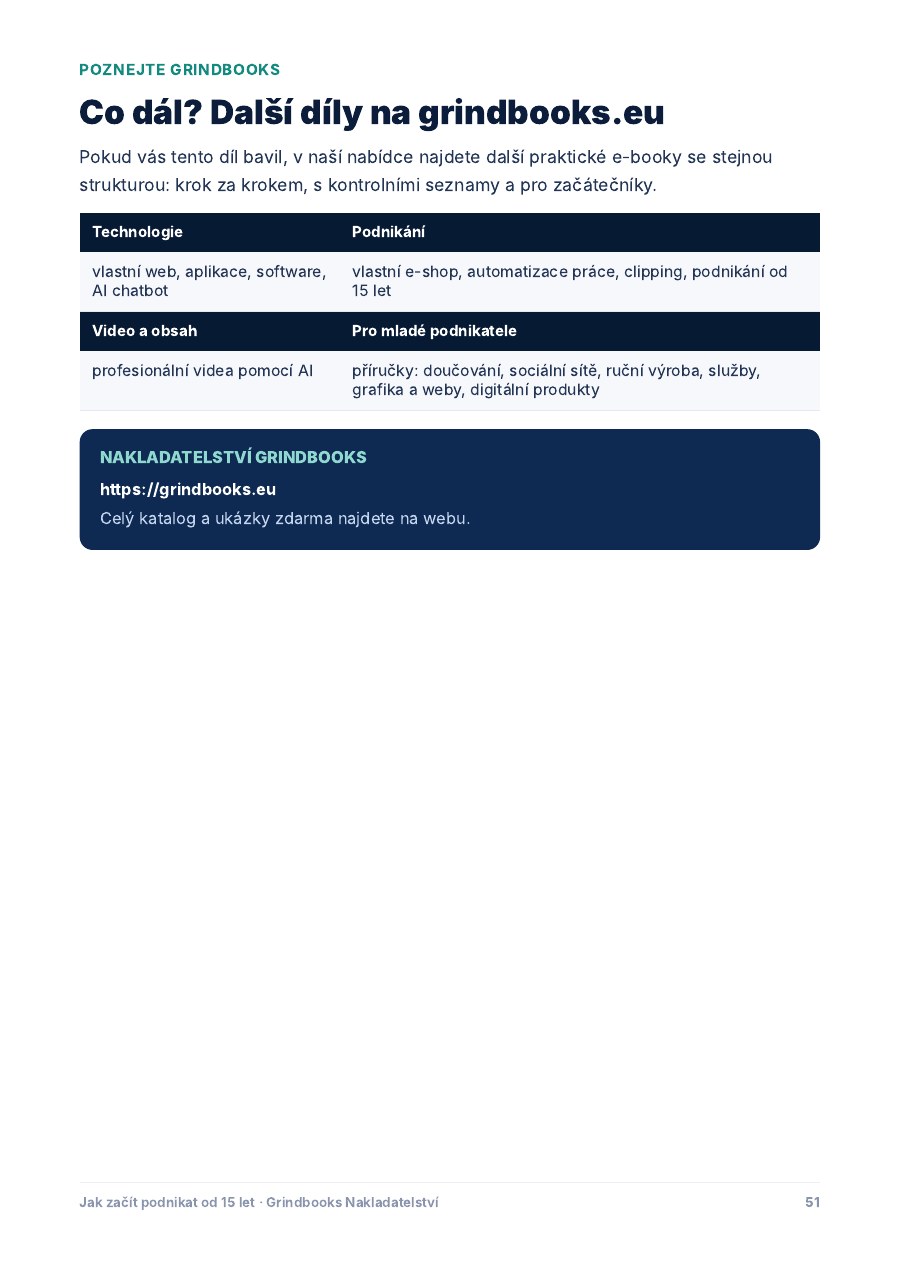 POZNEJTE GRINDBOOKS
Co dál? Další díly na grindbooks.eu
Pokud vás tento díl bavil, v naší nabídce najdete další praktické e-booky se stejnou
strukturou: krok za krokem, s kontrolními seznamy a pro začátečníky.
Technologie Podnikání
vlastní web, aplikace, software, vlastní e-shop, automatizace práce, clipping, podnikání od
AI chatbot 15 let
Video a obsah Pro mladé podnikatele
profesionální videa pomocí AI příručky: doučování, sociální sítě, ruční výroba, služby,
grafika a weby, digitální produkty
NAKLADATELSTVÍ GRINDBOOKS
https://grindbooks.eu
Celý katalog a ukázky zdarma najdete na webu.
Jak začít podnikat od 15 let · Grindbooks Nakladatelství 51